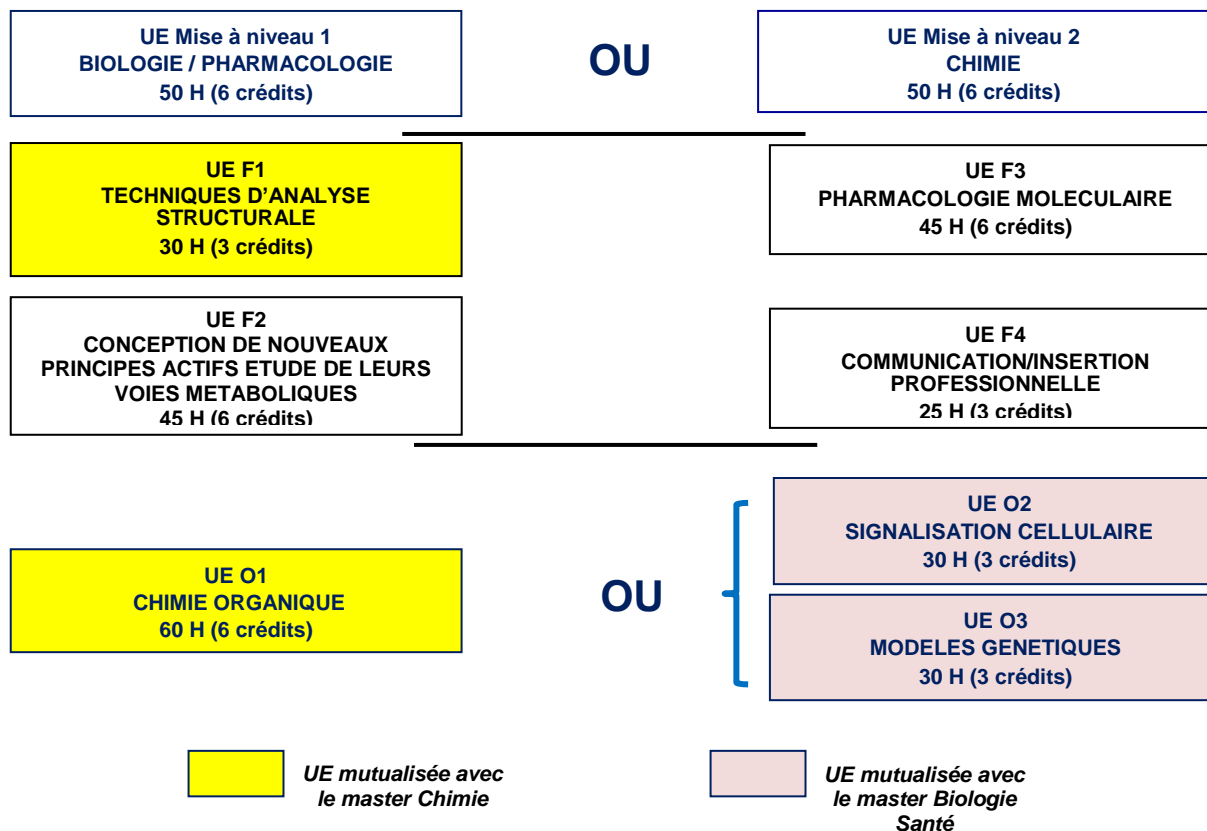 UE Mise à niveau 1
BIOLOGIE / PHARMACOLOGIE
50 H (6 crédits)
OU
UE Mise à niveau 2
CHIMIE
50 H (6 crédits)
UE F1
TECHNIQUES D'ANALYSE
STRUCTURALE
30 H (3 crédits)
UE F3
PHARMACOLOGIE MOLECULAIRE
45 H (6 crédits)
UE F2
CONCEPTION DE NOUVEAUX
PRINCIPES ACTIFS ETUDE DE LEURS
VOIES METABOLIQUES
45 H (6 crédits)
UE F4
COMMUNICATION/INSERTION
PROFESSIONNELLE
25 H (3 crédits)
UE O1
CHIMIE ORGANIQUE
60 H (6 crédits)
OU
UE O2
SIGNALISATION CELLULAIRE
30 H (3 crédits)
UE O3
MODELES GENETIQUES
30 H (3 crédits)
UE mutualisée avec
le master Chimie
UE mutualisée avec
le master Biologie
Santé